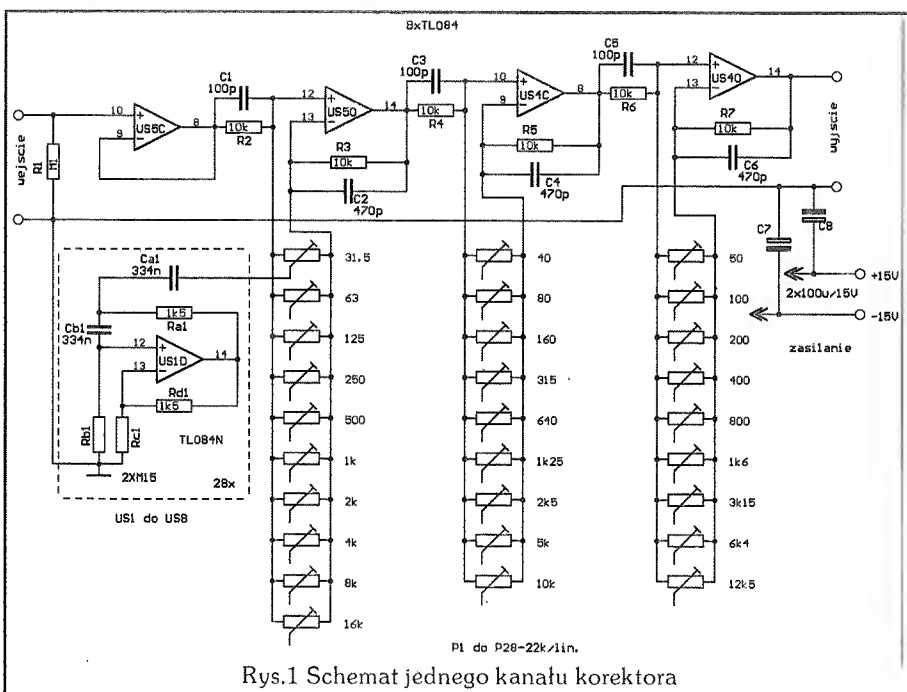 8xTL084
C1
100p
C3
100p
C5
100p
10
9
US5C
8
10k
R2
12
13
US5D
14
10k
R4
10
9
US4C
8
10k
R6
12
13
US4D
14
wejscie
R1
M1
R3
10k
C2
470p
R5
10k
C4
470p
R7
10k
C6
470p
wyjscie
C7
C8
2x100u/15V
+15V
-15V
zasilanie
Ca1
334n
Cb1
334n
1k5
Ra1
12
13
US1D
14
Rd1
1k5
Rb1
Rc1
TL084N
2XM15
28x
US1 do US8
31.5
63
125
250
500
1k
2k
4k
8k
16k
40
80
160
315
640
1k25
2k5
5k
10k
50
100
200
400
800
1k6
3k15
6k4
12k5
P1 do P28-22k/lin.
Rys.1 Schemat jednego kanału korektora